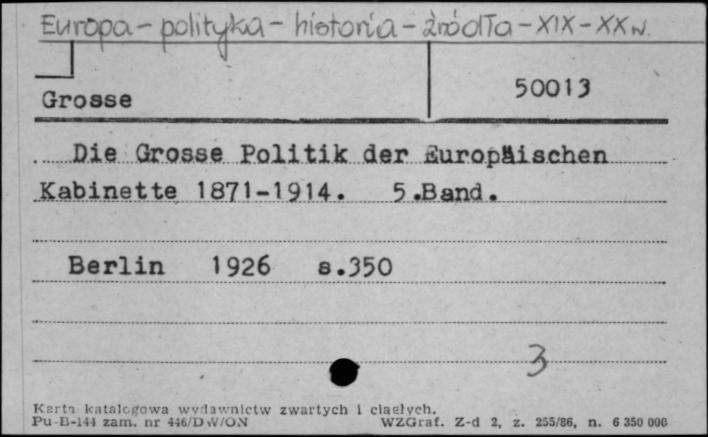 Europa - polityka - historia - źródła - XIX - XX w.
Grosse
50013
Die Grosse Politik der Europäischen
Kabinette 1871-1914. 5.Band.
Berlin 1926 s.350
3
Karta katalogowa wydawnictw zwartych i ciągłych.
Pu-B-144 zam. nr 446/DW/ON WZGraf. Z-d 2, z. 255/86, n. 6 350 000